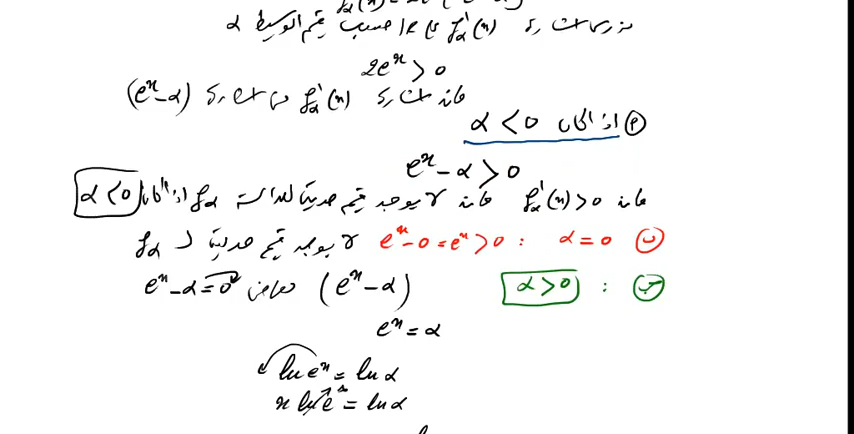 ندرس إشارة f'α(x) حسب قيم الوسيط α
2eˣ > 0
فإن إشارة f'α(x) من إشارة (eˣ-α)
(P إذا كان α < 0
eˣ - α > 0
فإن f'α(x) > 0 فإنه لا يوجد قيم حدية للدالة fα إذا كان α < 0
(ب α = 0 : eˣ - 0 = eˣ > 0 لا يوجد قيم حدية لـ fα
(ج : α > 0 (eˣ - α) eˣ - α = 0
eˣ = α
ln eˣ = ln α
x ln e = ln α